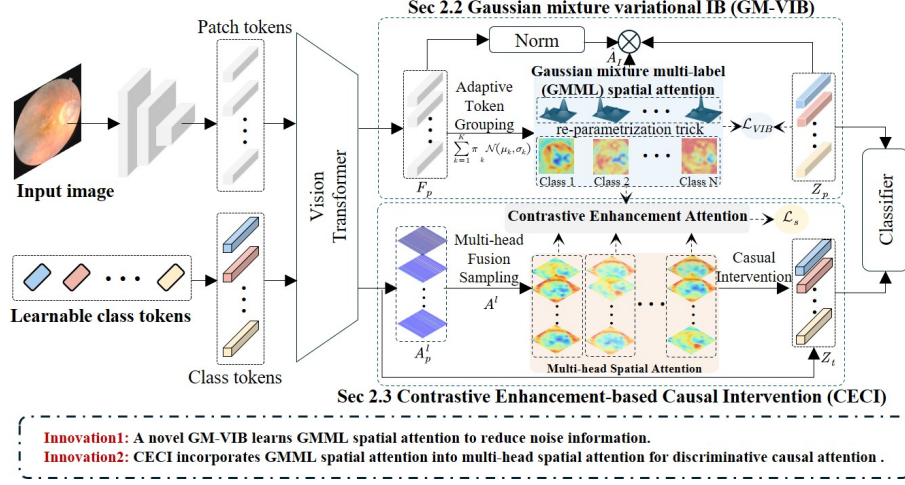 Sec 2.2 Gaussian mixture variational IB (GM-VIB)
Patch tokens
Norm
Â_I
Gaussian mixture multi-label
(GMML) spatial attention
Adaptive
Token
Grouping
∑_{k=1}^{K} π_k N(μ_k, σ_k)
re-parametrization trick
L_VIB
Class 1 Class 2 Class N
F_p
Z_p
Input image
Vision
Transformer
Classifier
Contrastive Enhancement Attention
L_s
Multi-head
Fusion
Sampling
A^l
Casual
Intervention
Learnable class tokens
Class tokens
A_p^l
Multi-head Spatial Attention
Z_t
Sec 2.3 Contrastive Enhancement-based Causal Intervention (CECI)
Innovation1: A novel GM-VIB learns GMML spatial attention to reduce noise information.
Innovation2: CECI incorporates GMML spatial attention into multi-head spatial attention for discriminative causal attention .